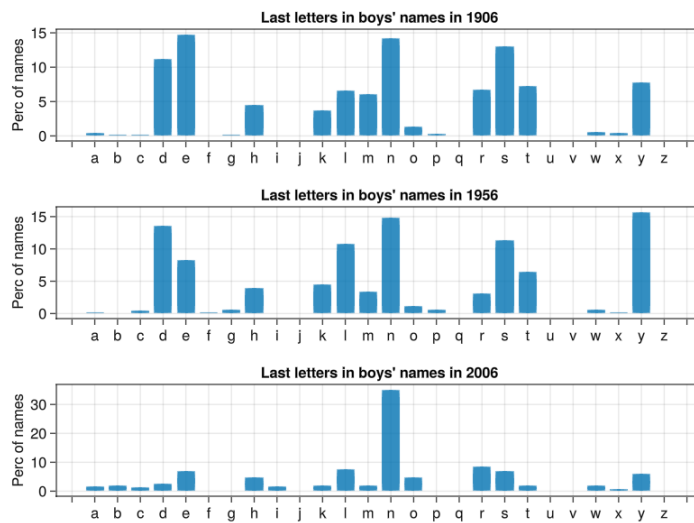 Last letters in boys' names in 1906
Perc of names
15
10
5
0
a b c d e f g h i j k l m n o p q r s t u v w x y z
Last letters in boys' names in 1956
Perc of names
15
10
5
0
a b c d e f g h i j k l m n o p q r s t u v w x y z
Last letters in boys' names in 2006
Perc of names
30
20
10
0
a b c d e f g h i j k l m n o p q r s t u v w x y z